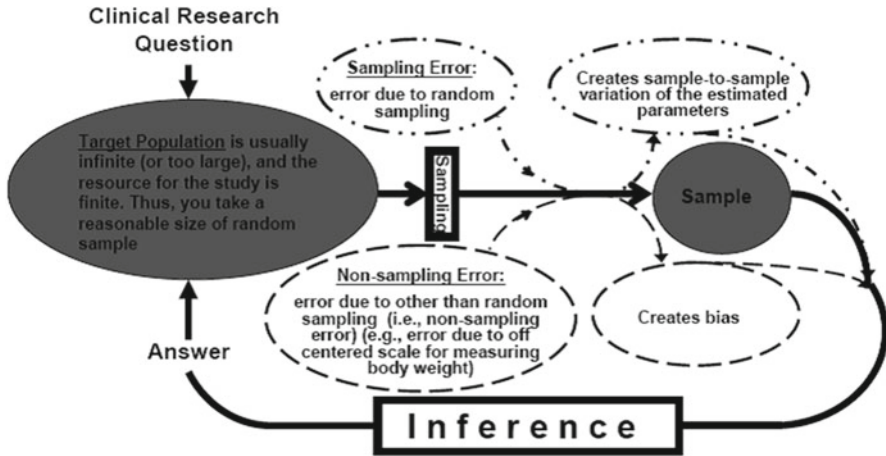 Clinical Research
Question
Target Population is usually
infinite (or too large), and the
resource for the study is
finite. Thus, you take a
reasonable size of random
sample
Sampling Error:
error due to random
sampling
Creates sample-to-sample
variation of the estimated
parameters
Sampling
Sample
Non-sampling Error:
error due to other than random
sampling (i.e., non-sampling
error) (e.g., error due to off
centered scale for measuring
body weight)
Creates bias
Answer
Inference